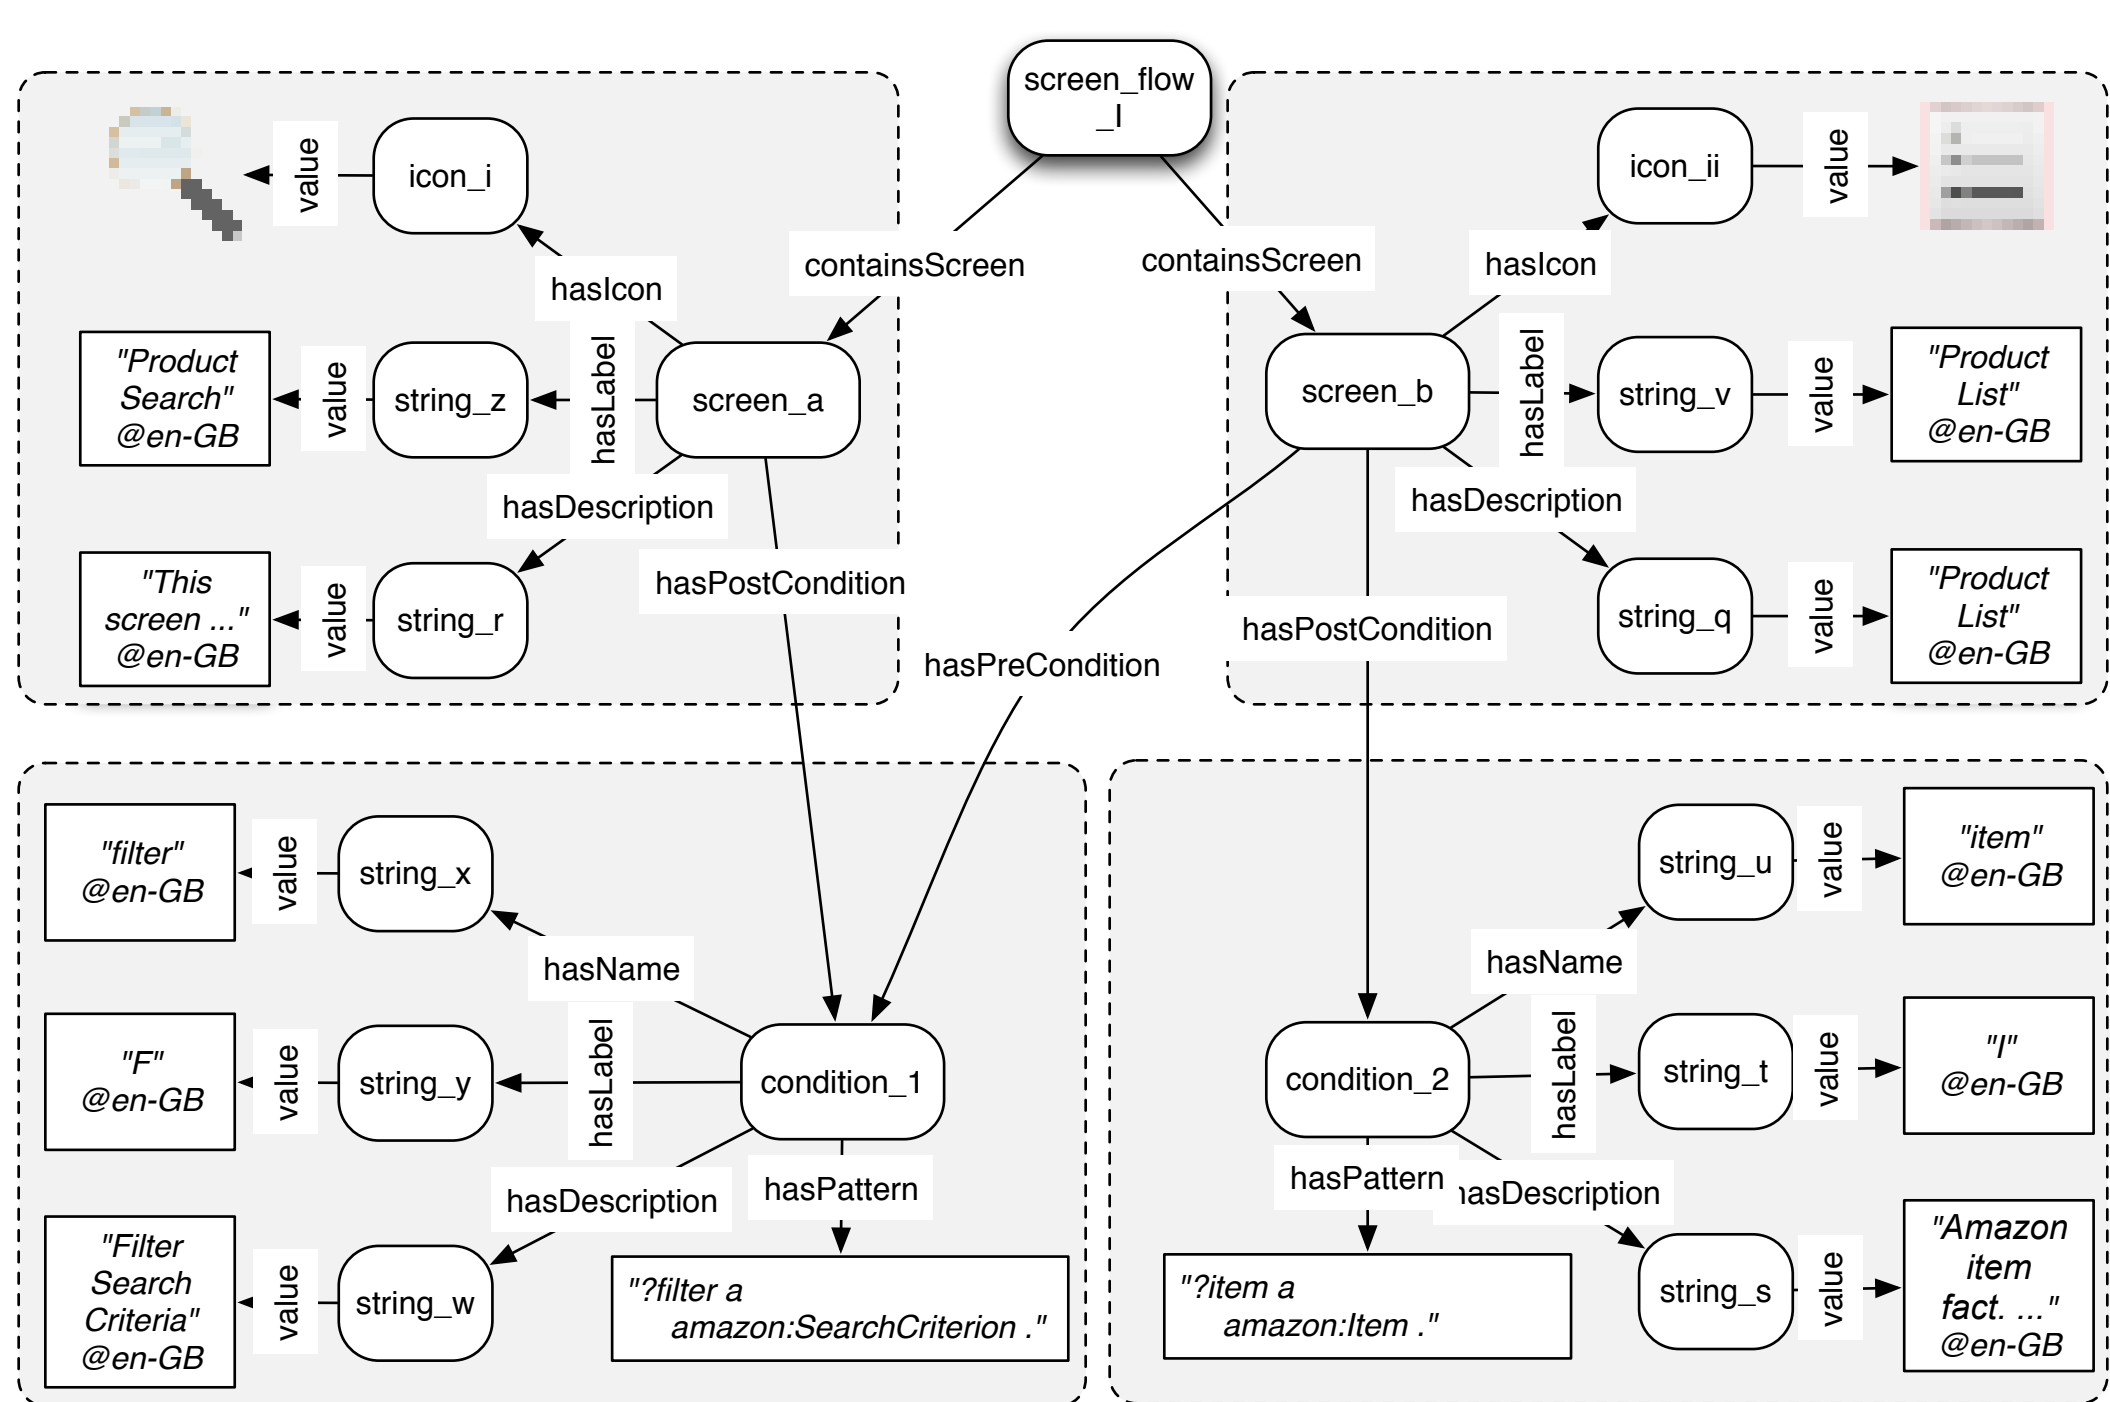 screen_flow
_I
value
icon_i
hasIcon
containsScreen
"Product
Search"
@en-GB
value
string_z
hasLabel
screen_a
hasDescription
"This
screen ..."
@en-GB
value
string_r
hasPostCondition
containsScreen
hasIcon
icon_ii
value
screen_b
hasLabel
string_v
value
"Product
List"
@en-GB
hasDescription
string_q
value
"Product
List"
@en-GB
hasPostCondition
hasPreCondition
"filter"
@en-GB
value
string_x
hasName
"F"
@en-GB
value
string_y
hasLabel
condition_1
hasDescription
hasPattern
"Filter
Search
Criteria"
@en-GB
value
string_w
"?filter a
amazon:SearchCriterion ."
string_u
value
"item"
@en-GB
hasName
condition_2
hasLabel
string_t
value
"I"
@en-GB
hasPattern
hasDescription
"?item a
amazon:Item ."
string_s
value
"Amazon
item
fact. ..."
@en-GB